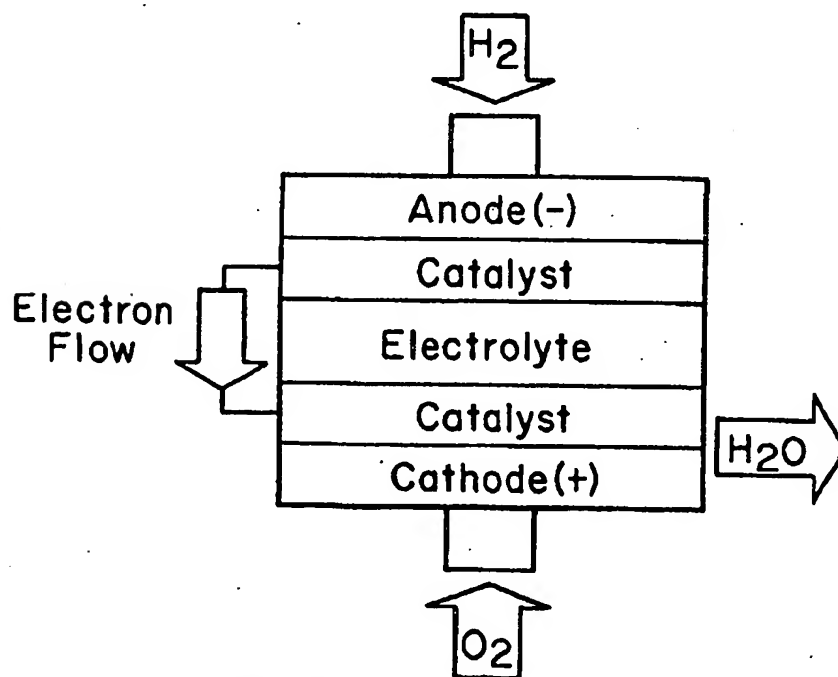 H2
Anode(-)
Catalyst
Electron
Flow
Electrolyte
Catalyst
H2O
Cathode(+)
O2